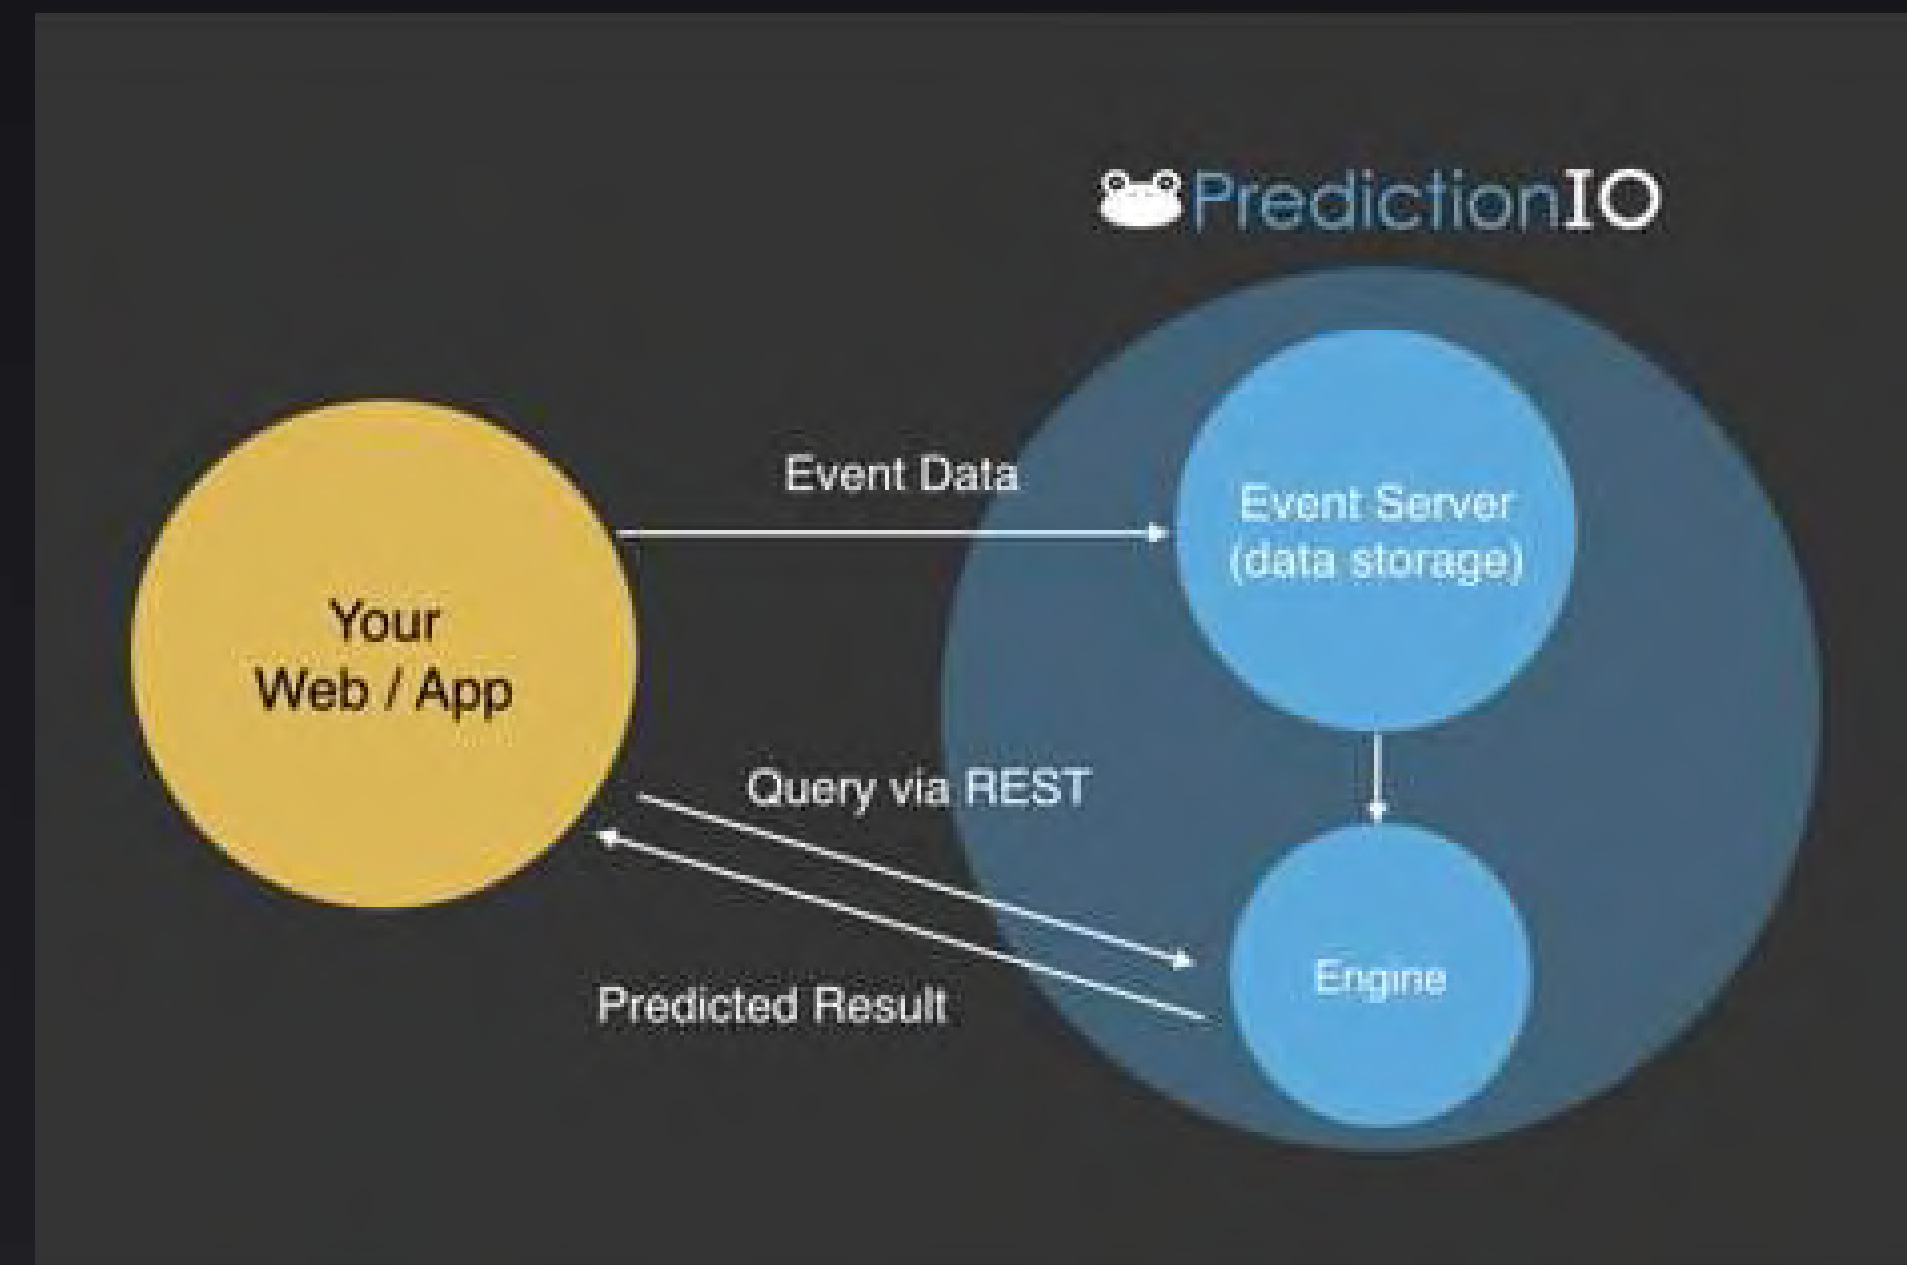 PredictionIO
Event Data
Event Server
(data storage)
Your
Web / App
Query via REST
Engine
Predicted Result